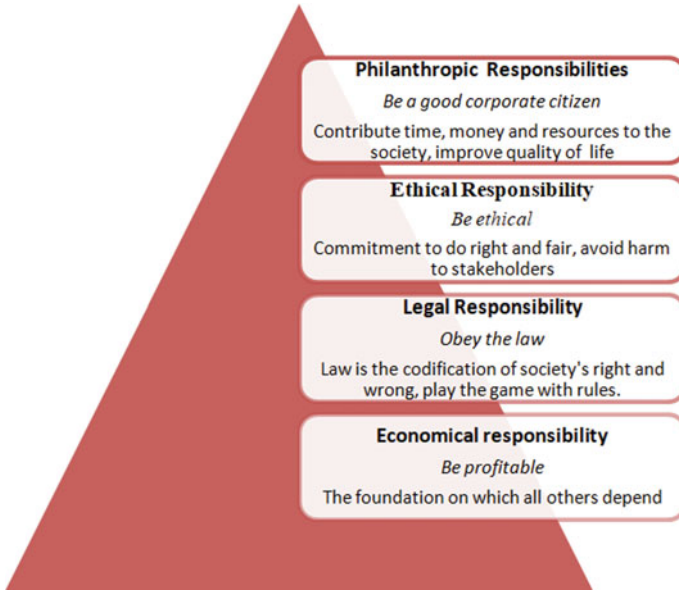 Philanthropic Responsibilities
Be a good corporate citizen
Contribute time, money and resources to the
society, improve quality of life
Ethical Responsibility
Be ethical
Commitment to do right and fair, avoid harm
to stakeholders
Legal Responsibility
Obey the law
Law is the codification of society's right and
wrong, play the game with rules.
Economical responsibility
Be profitable
The foundation on which all others depend